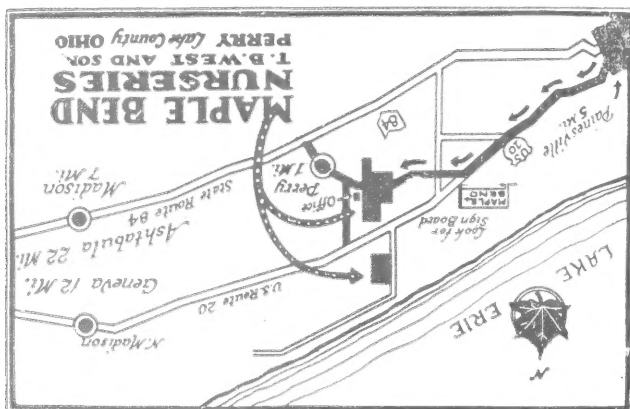 N
LAKE
ERIE
N. Madison
U.S. Route 20
Geneva 12 Mi.
Ashtabula 22 Mi.
Look for
Sign Board
MAPLE
BEND
US
20
Painesville
5 Mi.
Office
Perry
1 Mi.
State Route 84
Madison
7 Mi.
84
MAPLE BEND
NURSERIES
T. B. WEST AND SON
PERRY Lake County OHIO